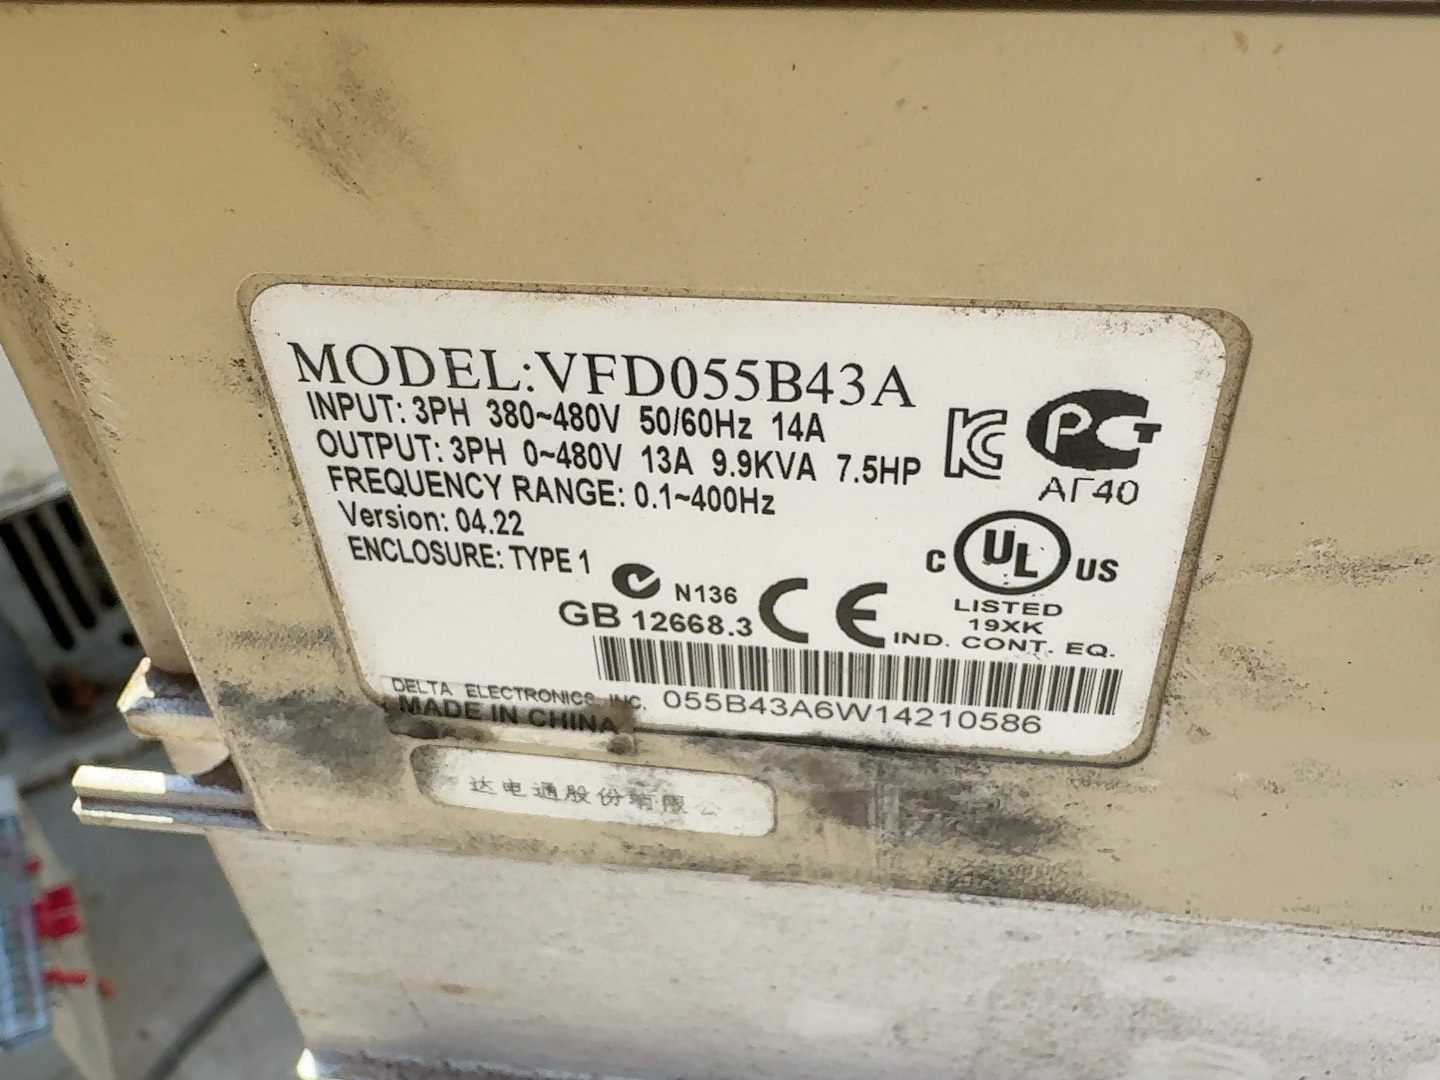 MODEL:VFD055B43A
INPUT: 3PH 380~480V 50/60Hz 14A
OUTPUT: 3PH 0~480V 13A 9.9KVA 7.5HP
FREQUENCY RANGE: 0.1~400Hz
Version: 04.22
ENCLOSURE: TYPE 1
KC
PCT
АГ40
C UL US
LISTED
19XK
IND. CONT. EQ.
N136
GB 12668.3
CE
DELTA ELECTRONICS, INC.
MADE IN CHINA
055B43A6W14210586
达电通股份有限公